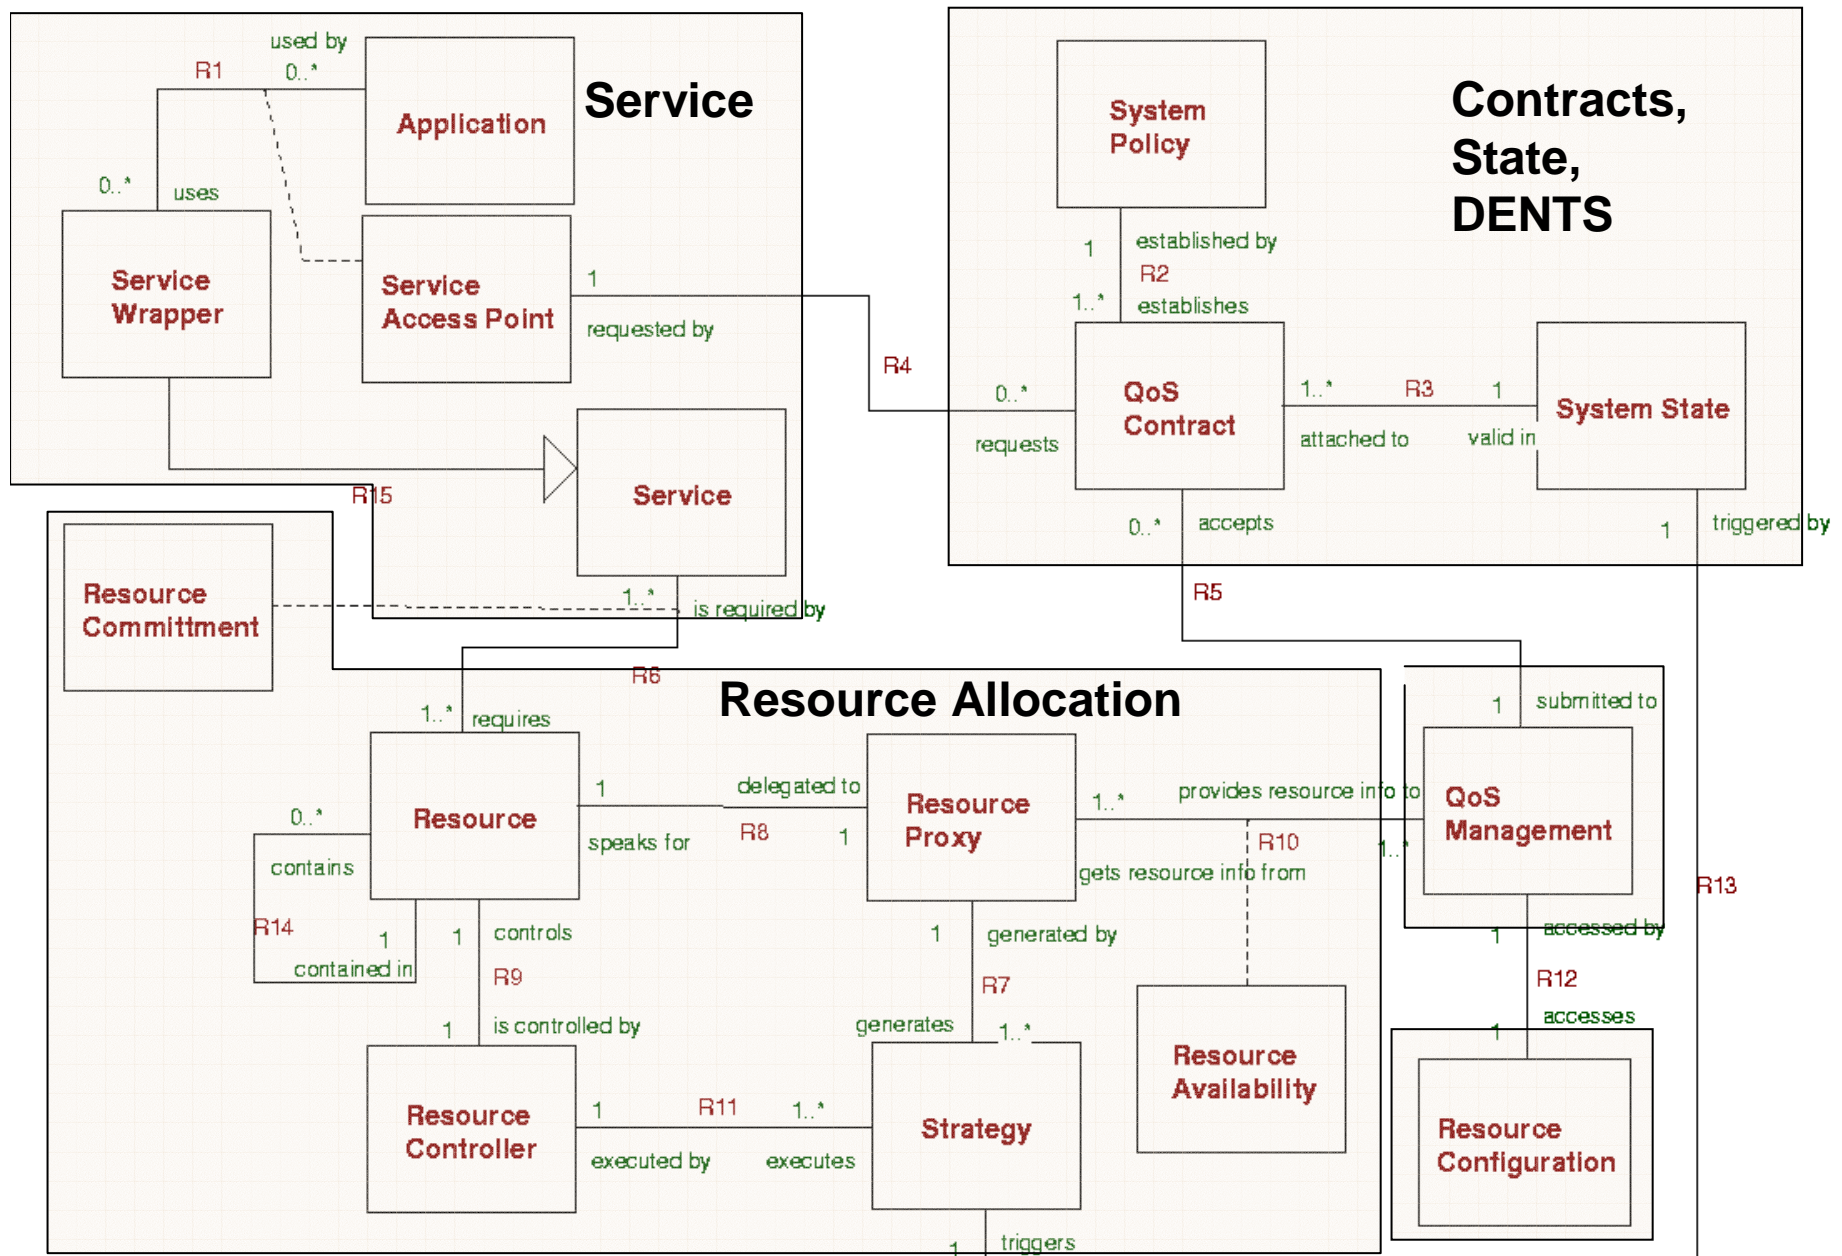 used by
R1
0..*
Application
Service
0..*
uses
Service
Wrapper
Service
Access Point
1
requested by
R4
R15
Service
1..*
is required by
System
Policy
Contracts,
State,
DENTS
1
established by
R2
1..*
establishes
0..*
requests
QoS
Contract
1..*
R3
1
attached to
valid in
System State
0..*
accepts
1
triggered by
R5
Resource
Committment
R6
Resource Allocation
1..*
requires
1
submitted to
Resource
1
delegated to
speaks for
R8
1
Resource
Proxy
1..*
provides resource info to
R10
1..*
gets resource info from
QoS
Management
R13
0..*
contains
R14
1
contained in
1
controls
R9
1
is controlled by
1
generated by
R7
generates
1..*
1
accessed by
R12
accesses
1
Resource
Availability
Resource
Controller
1
R11
1..*
executed by
executes
Strategy
Resource
Configuration
1
triggers